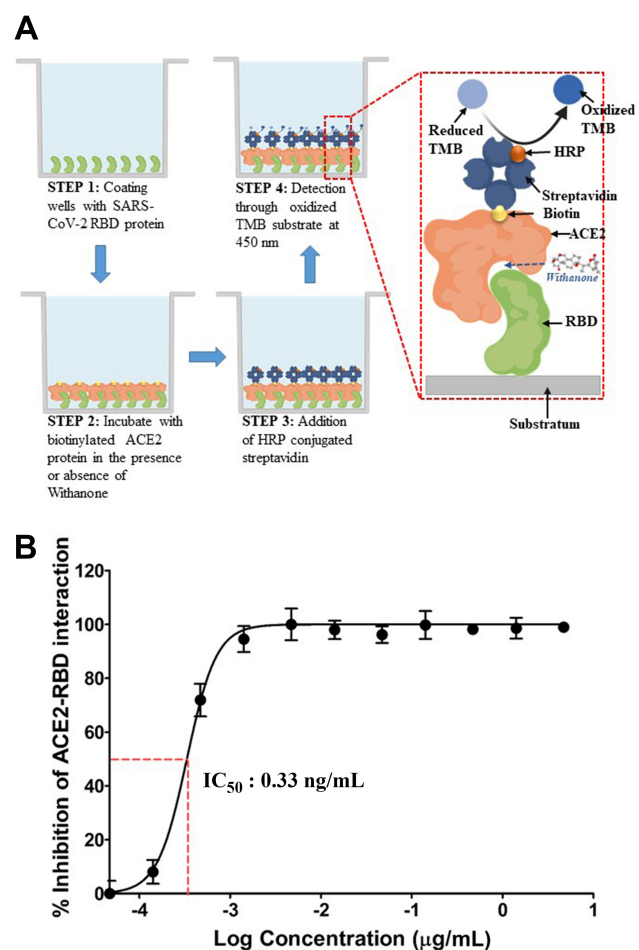 A
STEP 1: Coating
wells with SARS-
CoV-2 RBD protein
STEP 4: Detection
through oxidized
TMB substrate at
450 nm
STEP 2: Incubate with
biotinylated ACE2
protein in the presence
or absence of
Withanone
STEP 3: Addition
of HRP conjugated
streptavidin
Reduced
TMB
Oxidized
TMB
HRP
Streptavidin
Biotin
ACE2
Withanone
RBD
Substratum
B
% Inhibition of ACE2-RBD interaction
120
100
80
60
40
20
0
IC50 : 0.33 ng/mL
-4
-3
-2
-1
0
1
Log Concentration (µg/mL)